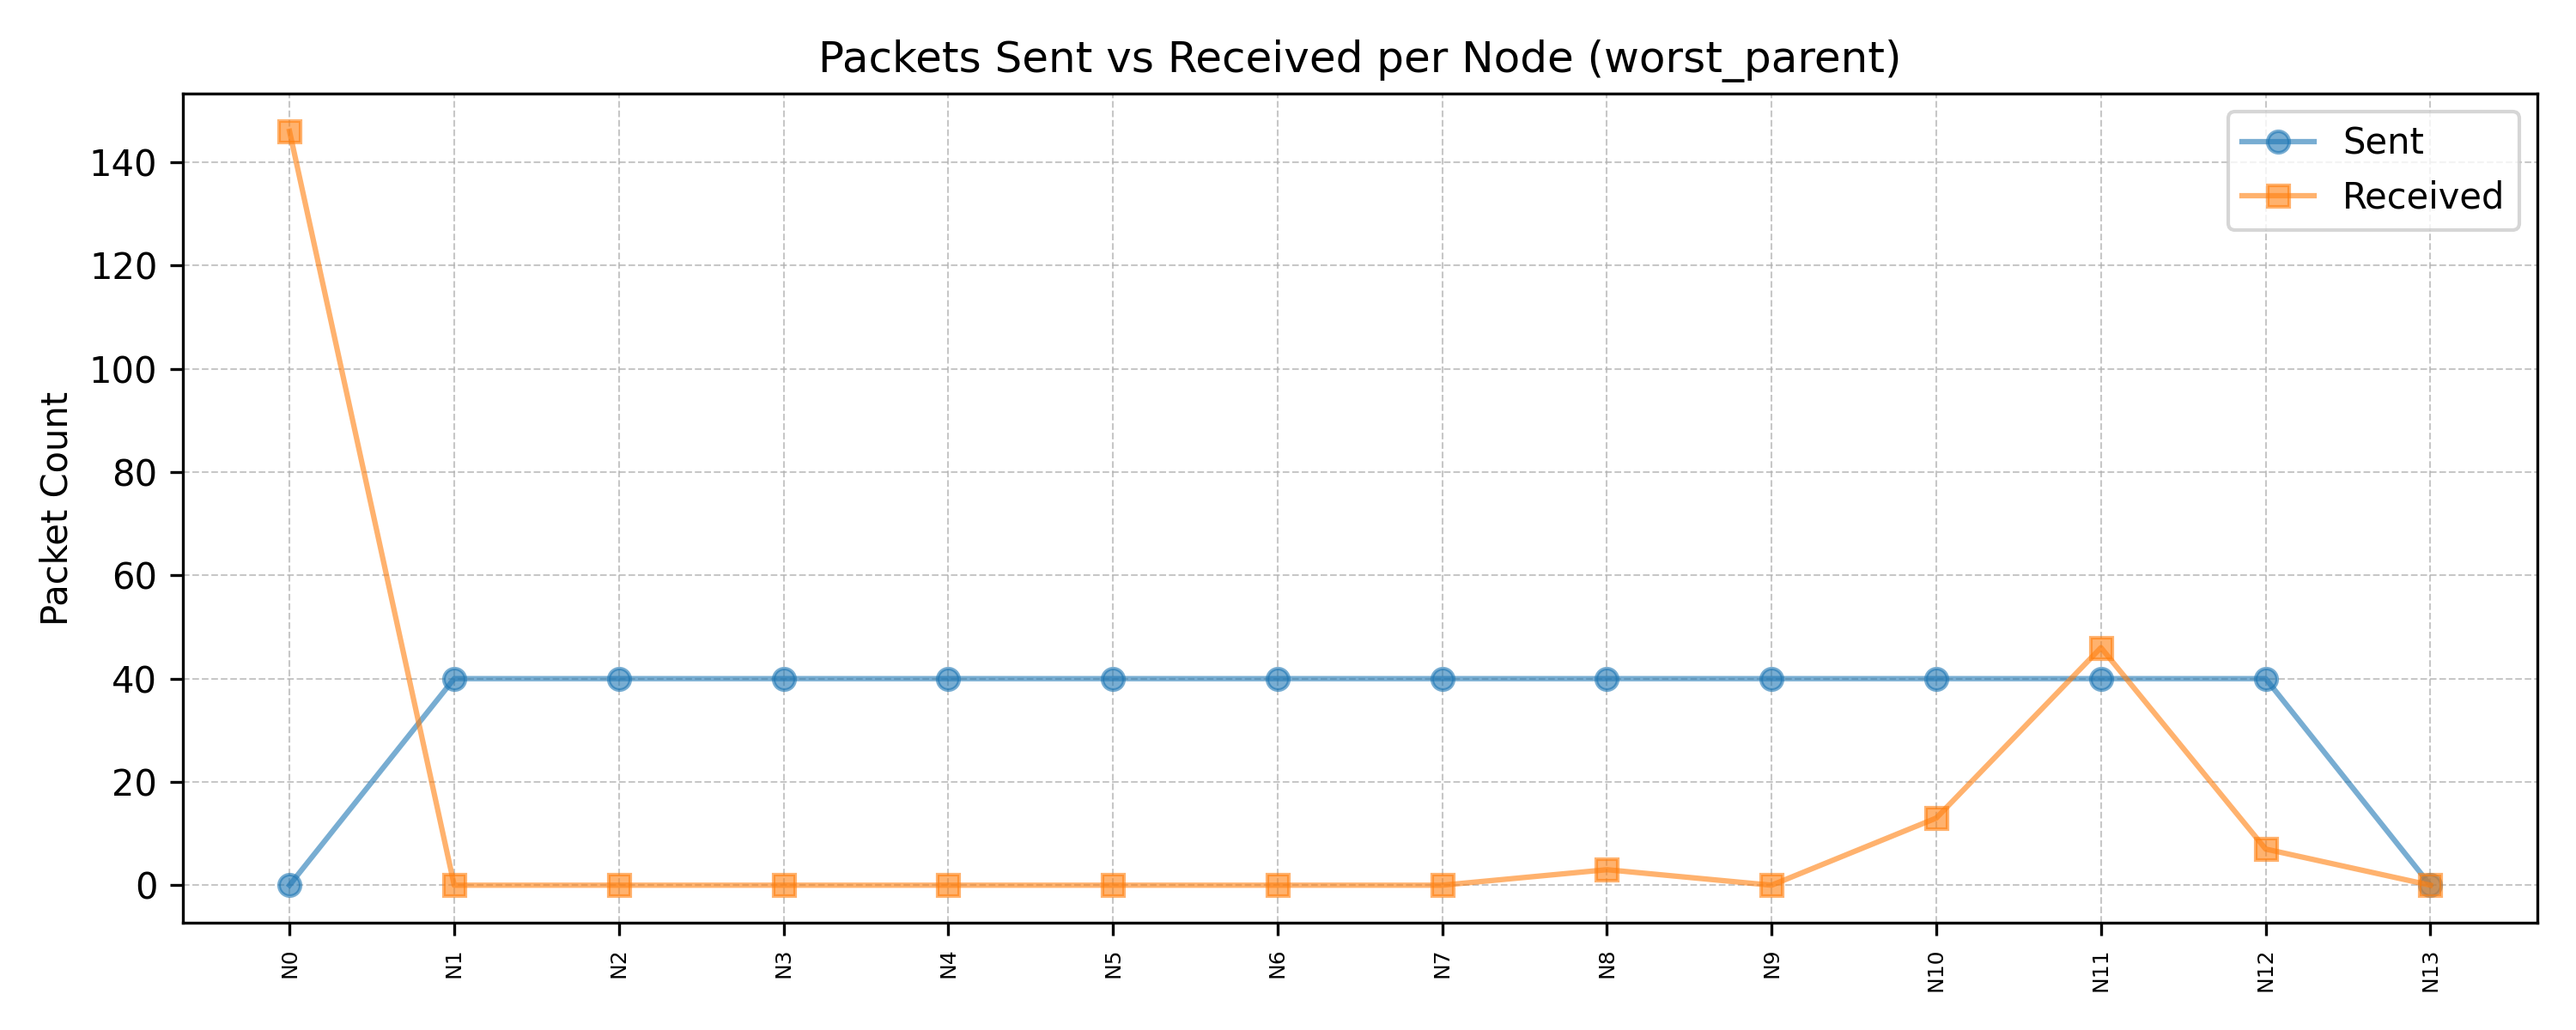 Packets Sent vs Received per Node (worst_parent)
Sent
Received
Packet Count
140
120
100
80
60
40
20
0
N0
N1
N2
N3
N4
N5
N6
N7
N8
N9
N10
N11
N12
N13